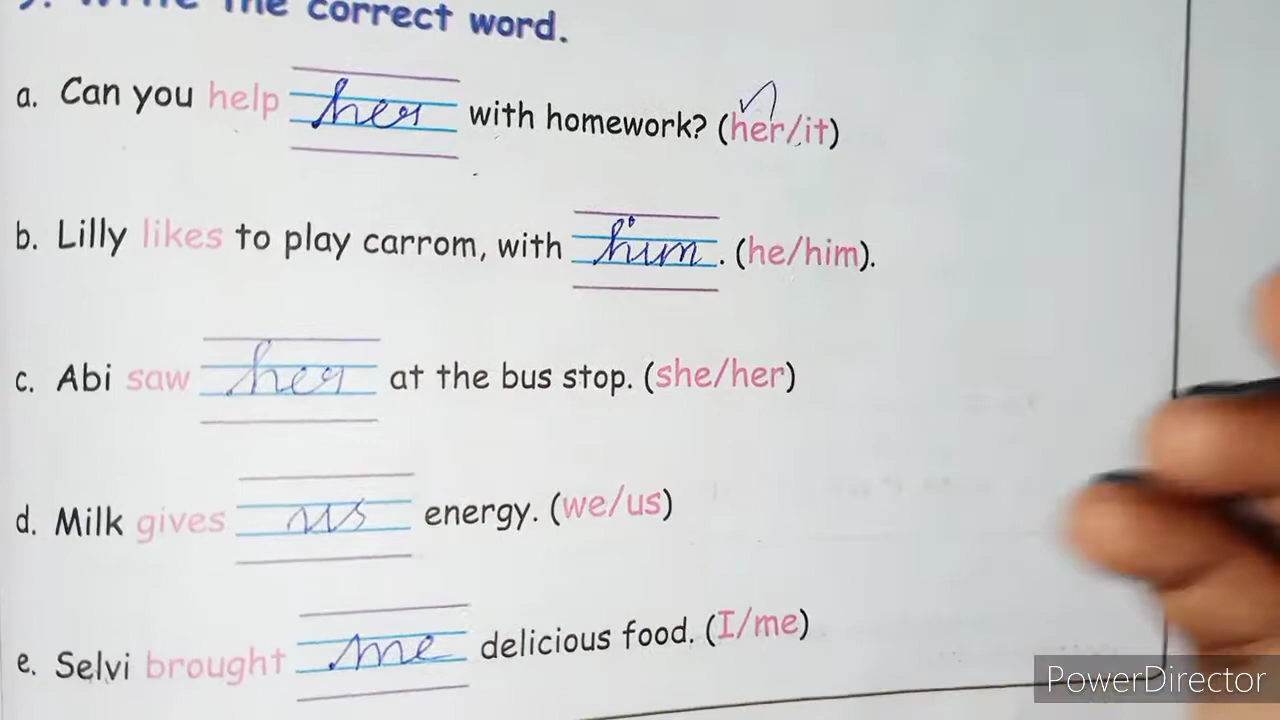 Write the correct word.
a. Can you help her with homework? (her/it)
b. Lilly likes to play carrom, with him. (he/him).
c. Abi saw her at the bus stop. (she/her)
d. Milk gives us energy. (we/us)
e. Selvi brought me delicious food. (I/me)
PowerDirector